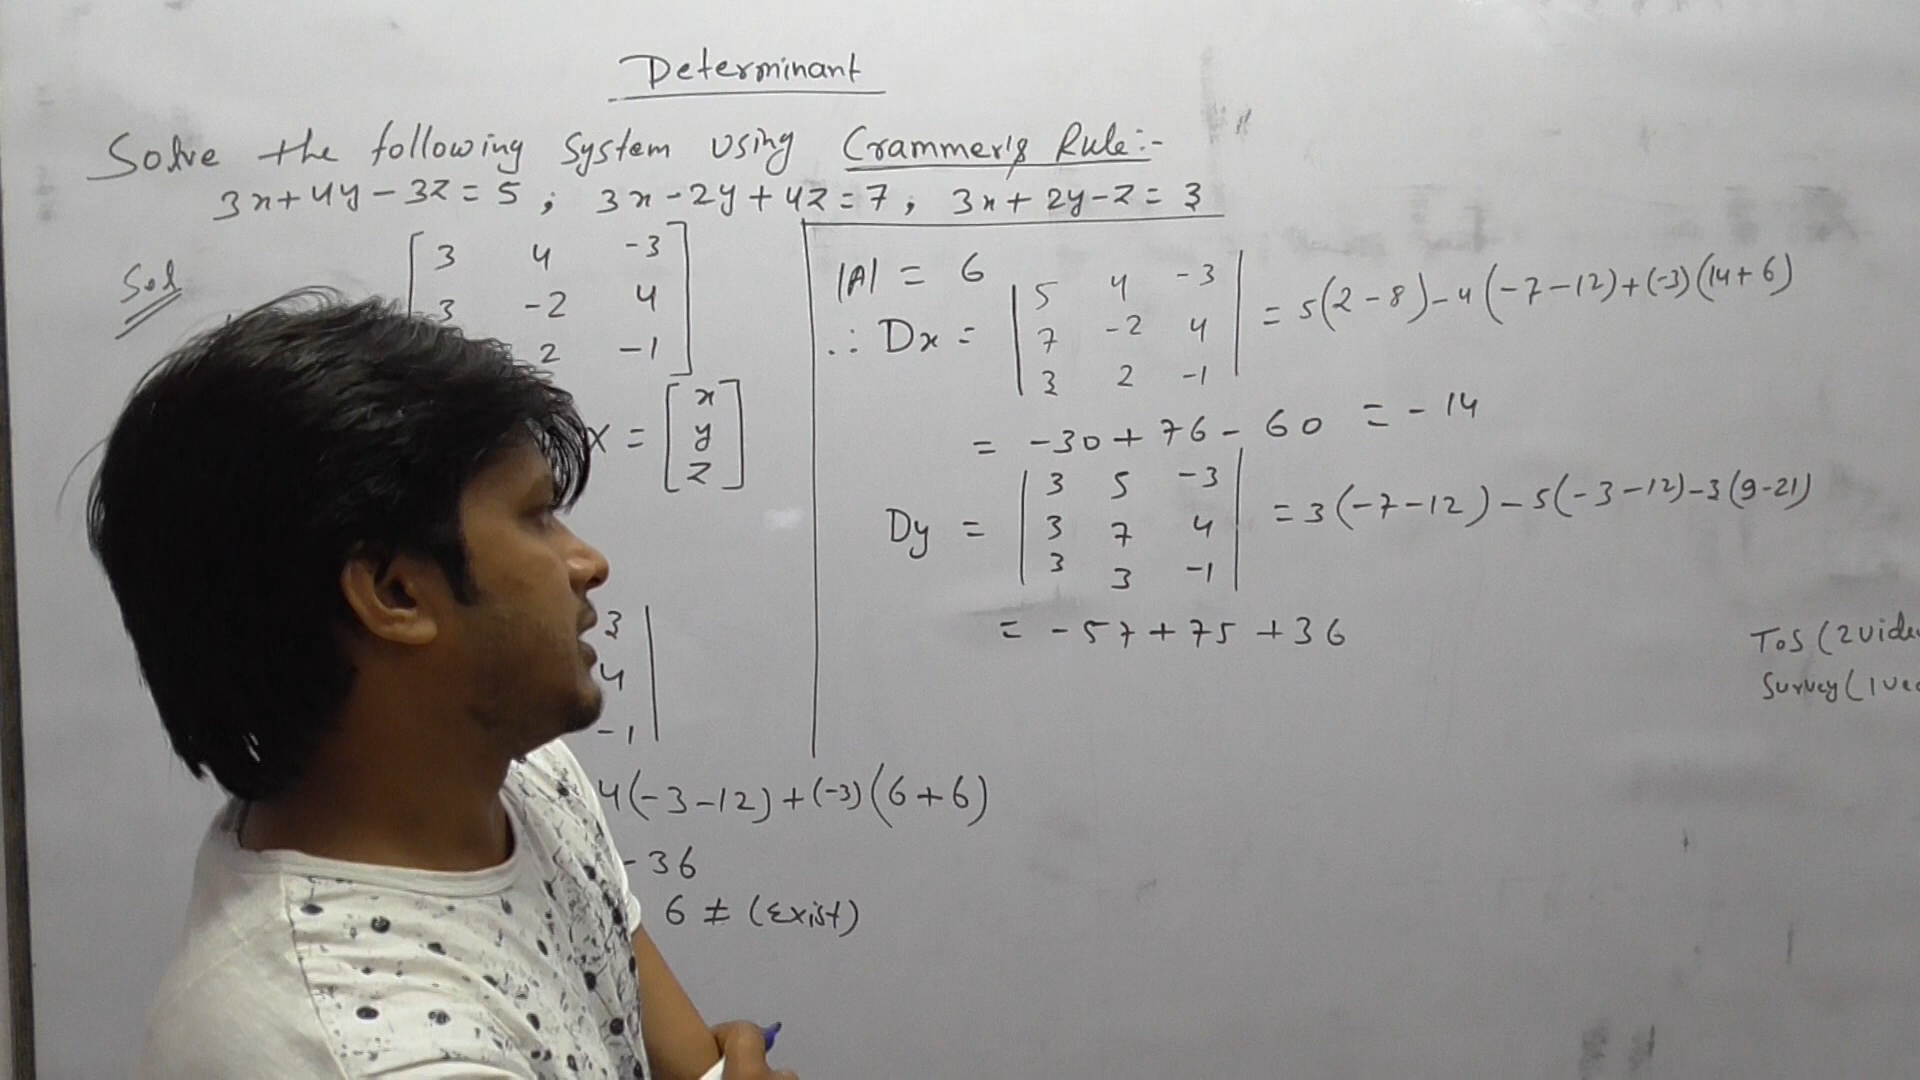 Determinant
Solve the following System using Crammer's Rule:-
3x+4y-3z=5; 3x-2y+4z=7; 3x+2y-z=3
Sol
3 4 -3
3 -2 4
2 -1
X = [x
y
z]
3
4
-1
4(-3-12)+(-3)(6+6)
-36
6 ≠ (Exist)
|A| = 6
∴ Dx = |5 4 -3
7 -2 4
3 2 -1| = 5(2-8)-4(-7-12)+(-3)(14+6)
= -30+76-60 = -14
Dy = |3 5 -3
3 7 4
3 3 -1| = 3(-7-12)-5(-3-12)-3(9-21)
= -57+75+36
ToS (2
Survey (1